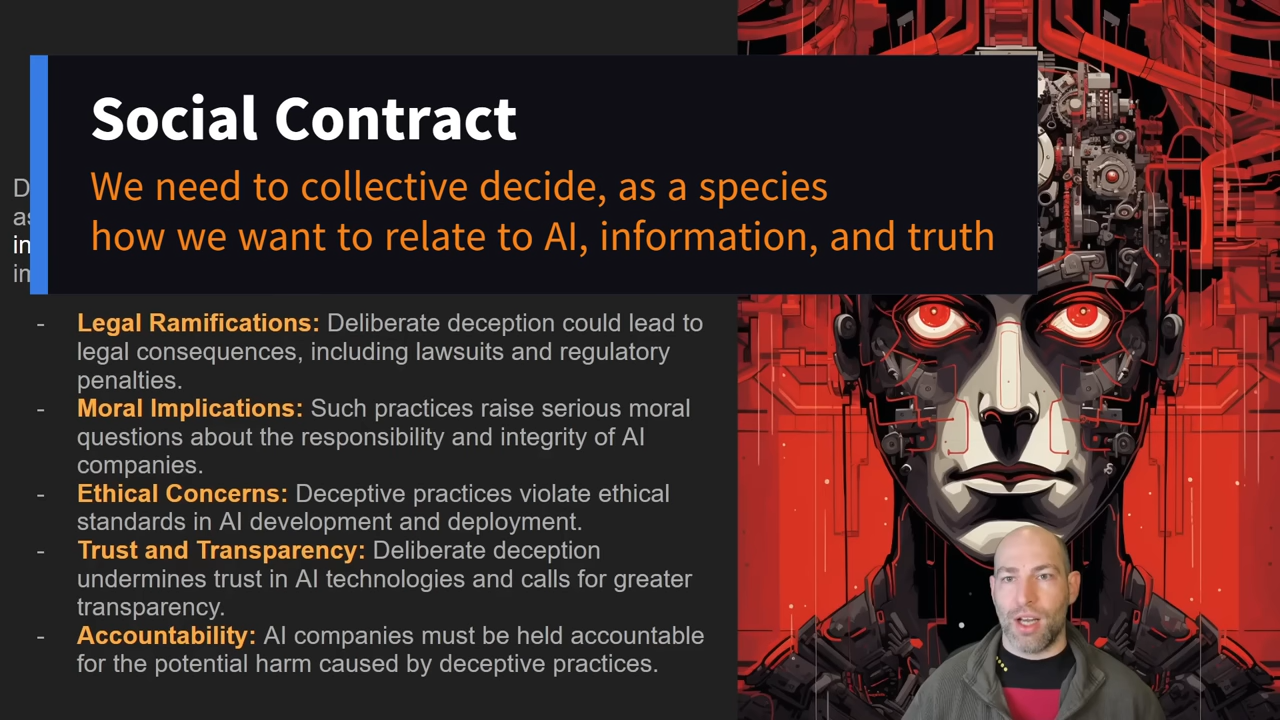 Social Contract
We need to collective decide, as a species
how we want to relate to AI, information, and truth
- Legal Ramifications: Deliberate deception could lead to
legal consequences, including lawsuits and regulatory
penalties.
- Moral Implications: Such practices raise serious moral
questions about the responsibility and integrity of AI
companies.
- Ethical Concerns: Deceptive practices violate ethical
standards in AI development and deployment.
- Trust and Transparency: Deliberate deception
undermines trust in AI technologies and calls for greater
transparency.
- Accountability: AI companies must be held accountable
for the potential harm caused by deceptive practices.